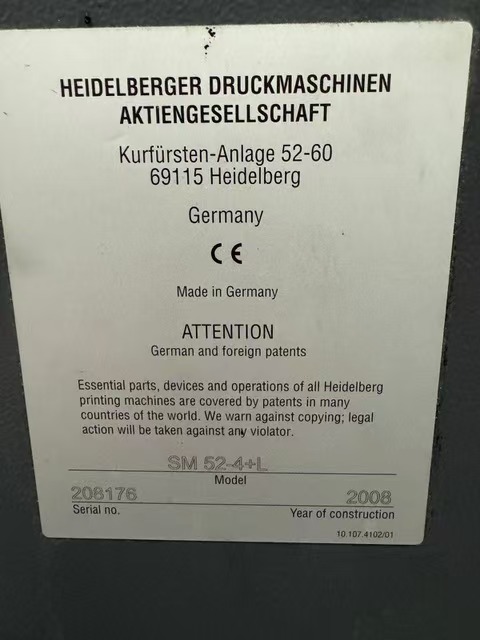 HEIDELBERGER DRUCKMASCHINEN
AKTIENGESELLSCHAFT
Kurfürsten-Anlage 52-60
69115 Heidelberg
Germany
CE
Made in Germany
ATTENTION
German and foreign patents
Essential parts, devices and operations of all Heidelberg
printing machines are covered by patents in many
countries of the world. We warn against copying; legal
action will be taken against any violator.
SM 52-4+L
Model
208176 2008
Serial no. Year of construction
10.107.4102/01